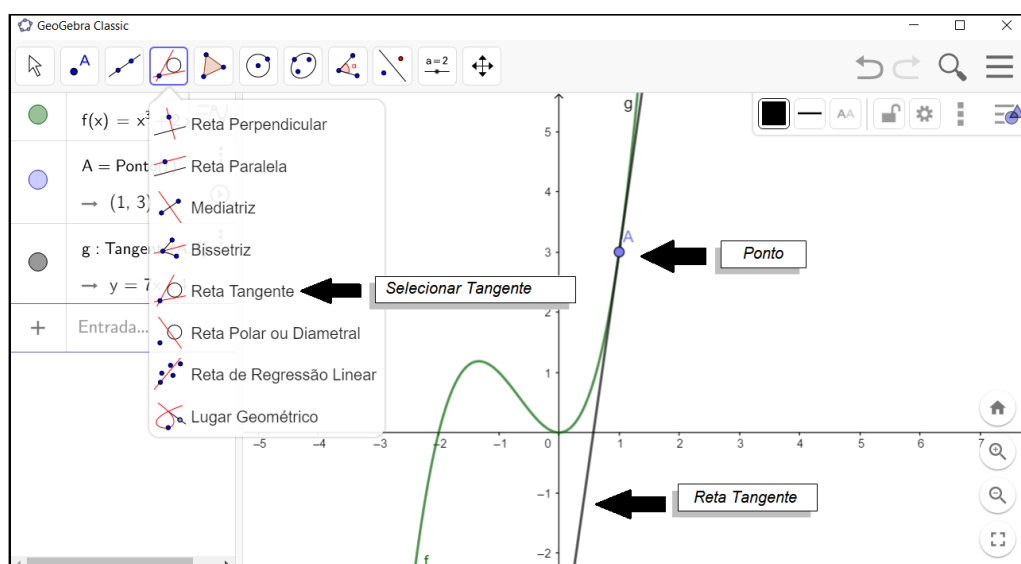 GeoGebra Classic
A
α
a=2
f(x) = x³
A = Pont
→ (1, 3)
g : Tange
→ y = 7
+ Entrada...
Reta Perpendicular
Reta Paralela
Mediatriz
Bissetriz
Reta Tangente
Reta Polar ou Diametral
Reta de Regressão Linear
Lugar Geométrico
Selecionar Tangente
AA
g
A
Ponto
Reta Tangente
f
5
4
3
2
1
–1
–2
–5 –4 –3 –2 –1 0 1 2 3 4 5 6 7